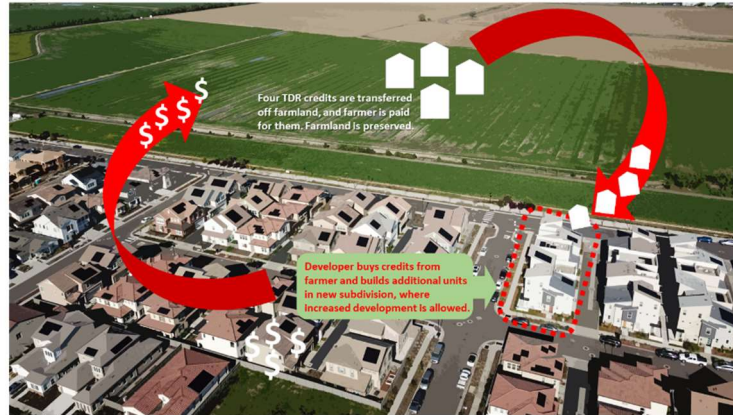 $ $ $ $
Four TDR credits are transferred
off farmland, and farmer is paid
for them. Farmland is preserved.
Developer buys credits from
farmer and builds additional units
in new subdivision, where
Increased development Is allowed.
$ $ $
$